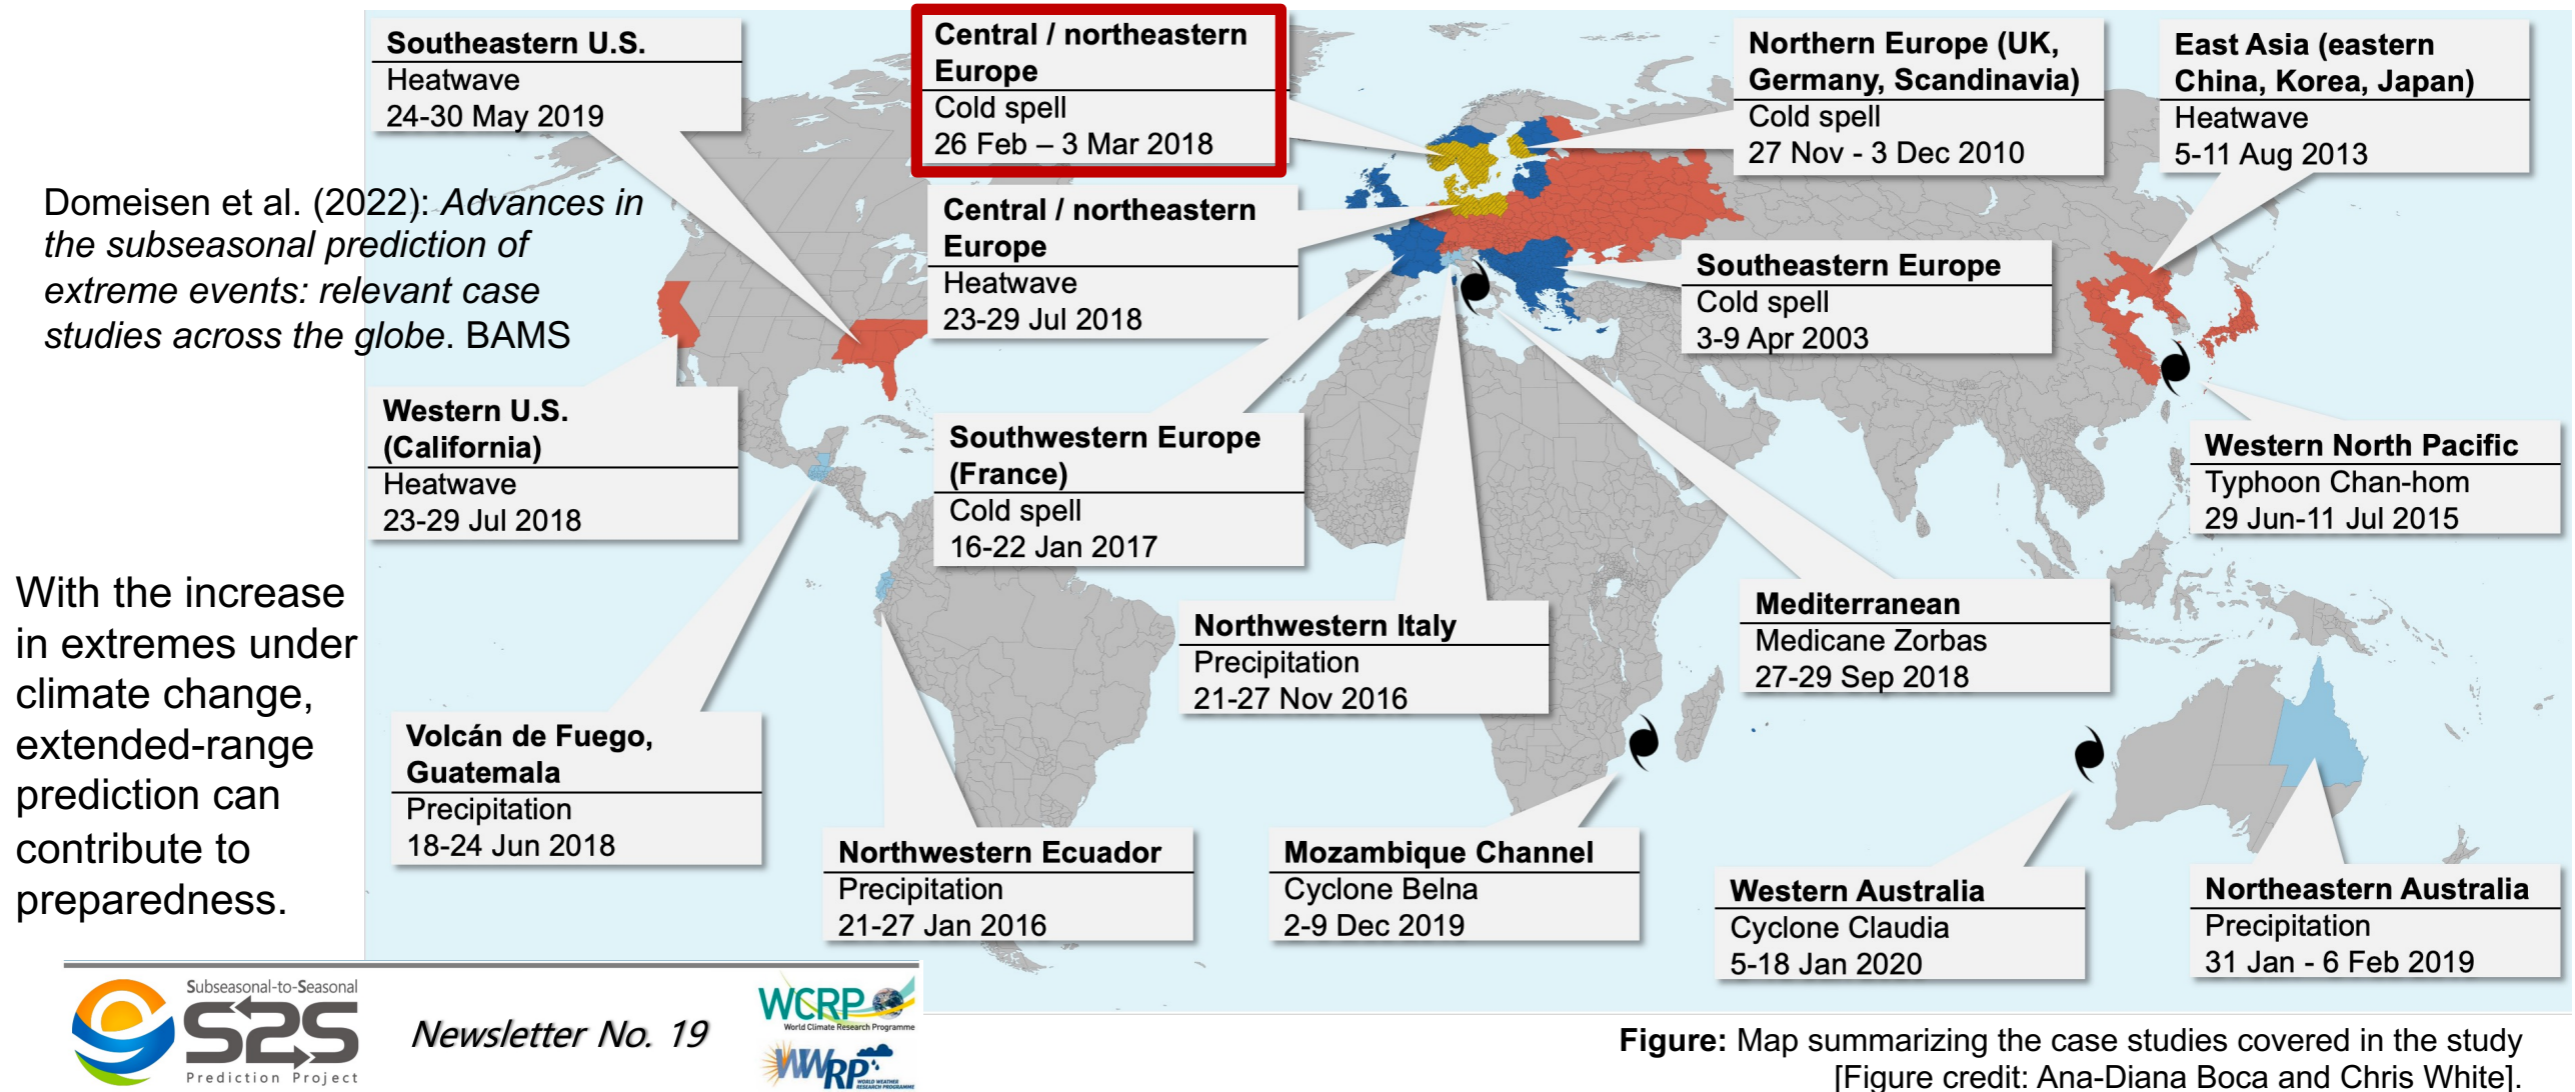 Southeastern U.S.
Heatwave
24-30 May 2019
Central / northeastern
Europe
Cold spell
26 Feb – 3 Mar 2018
Northern Europe (UK,
Germany, Scandinavia)
Cold spell
27 Nov - 3 Dec 2010
East Asia (eastern
China, Korea, Japan)
Heatwave
5-11 Aug 2013
Domeisen et al. (2022): Advances in
the subseasonal prediction of
extreme events: relevant case
studies across the globe. BAMS
Central / northeastern
Europe
Heatwave
23-29 Jul 2018
Southeastern Europe
Cold spell
3-9 Apr 2003
Western U.S.
(California)
Heatwave
23-29 Jul 2018
Southwestern Europe
(France)
Cold spell
16-22 Jan 2017
Western North Pacific
Typhoon Chan-hom
29 Jun-11 Jul 2015
With the increase
in extremes under
climate change,
extended-range
prediction can
contribute to
preparedness.
Northwestern Italy
Precipitation
21-27 Nov 2016
Mediterranean
Medicane Zorbas
27-29 Sep 2018
Volcán de Fuego,
Guatemala
Precipitation
18-24 Jun 2018
Northwestern Ecuador
Precipitation
21-27 Jan 2016
Mozambique Channel
Cyclone Belna
2-9 Dec 2019
Western Australia
Cyclone Claudia
5-18 Jan 2020
Northeastern Australia
Precipitation
31 Jan - 6 Feb 2019
Subseasonal-to-Seasonal
S2S
Prediction Project
Newsletter No. 19
WCRP
World Climate Research Programme
WWRP
WORLD WEATHER
RESEARCH PROGRAMME
Figure: Map summarizing the case studies covered in the study
[Figure credit: Ana-Diana Boca and Chris White].